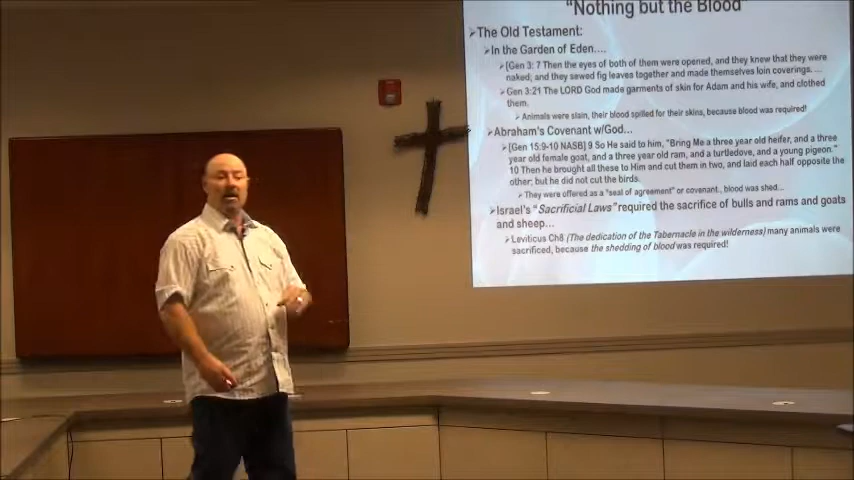 "Nothing but the Blood"
➢The Old Testament:
➢In the Garden of Eden….
➢[Gen 3: 7 Then the eyes of both of them were opened, and they knew that they were
naked; and they sewed fig leaves together and made themselves loin coverings. …
➢Gen 3:21 The LORD God made garments of skin for Adam and his wife, and clothed
them.
➢Animals were slain, their blood spilled for their skins, because blood was required
➢Abraham's Covenant w/God…
➢[Gen 15:9-10 NASB] 9 So He said to him, "Bring Me a three year old heifer, and a three
year old female goat, and a three year old ram, and a turtledove, and a young pigeon."
10 Then he brought all these to Him and cut them in two, and laid each half opposite the
other; but he did not cut the birds.
➢They were offered as a "seal of agreement" or covenant, blood was shed…
➢Israel's "Sacrificial Laws" required the sacrifice of bulls and rams, and goats
and sheep…
➢Leviticus Ch8 (The dedication of the Tabernacle in the wilderness) many animals were
sacrificed, because the shedding of blood was required